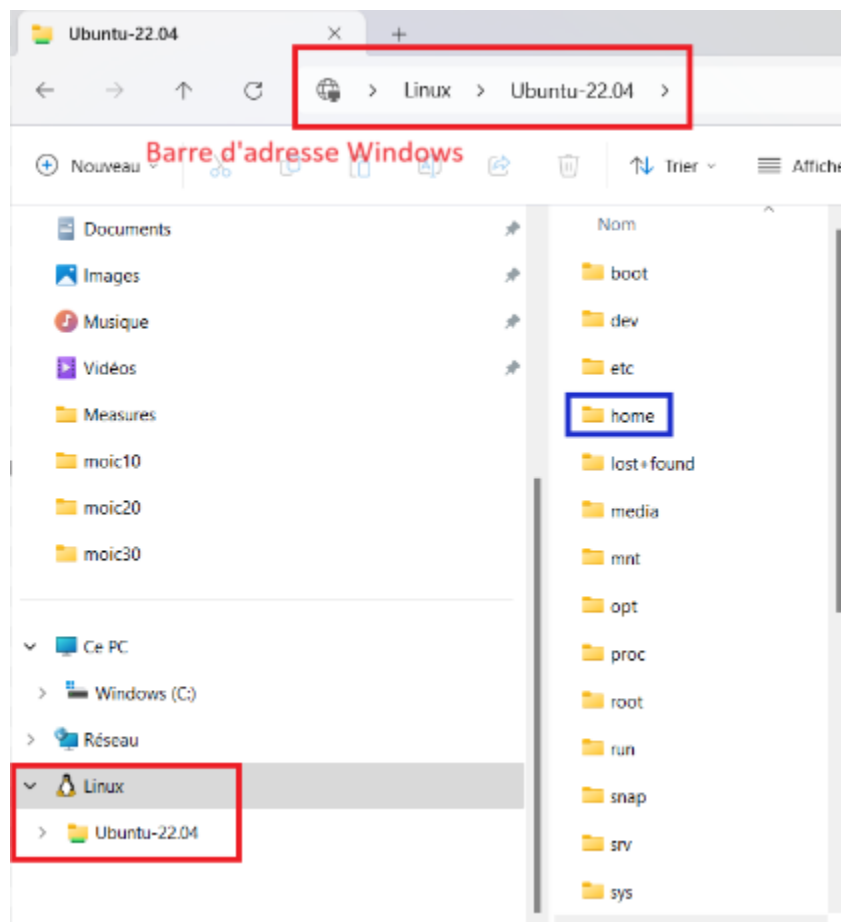 Ubuntu-22.04
Linux > Ubuntu-22.04 >
Barre d'adresse Windows
Nouveau
Trier
Affiche
Documents
Images
Musique
Vidéos
Measures
moic10
moic20
moic30
Ce PC
Windows (C:)
Réseau
Linux
Ubuntu-22.04
Nom
boot
dev
etc
home
lost+found
media
mnt
opt
proc
root
run
snap
srv
sys